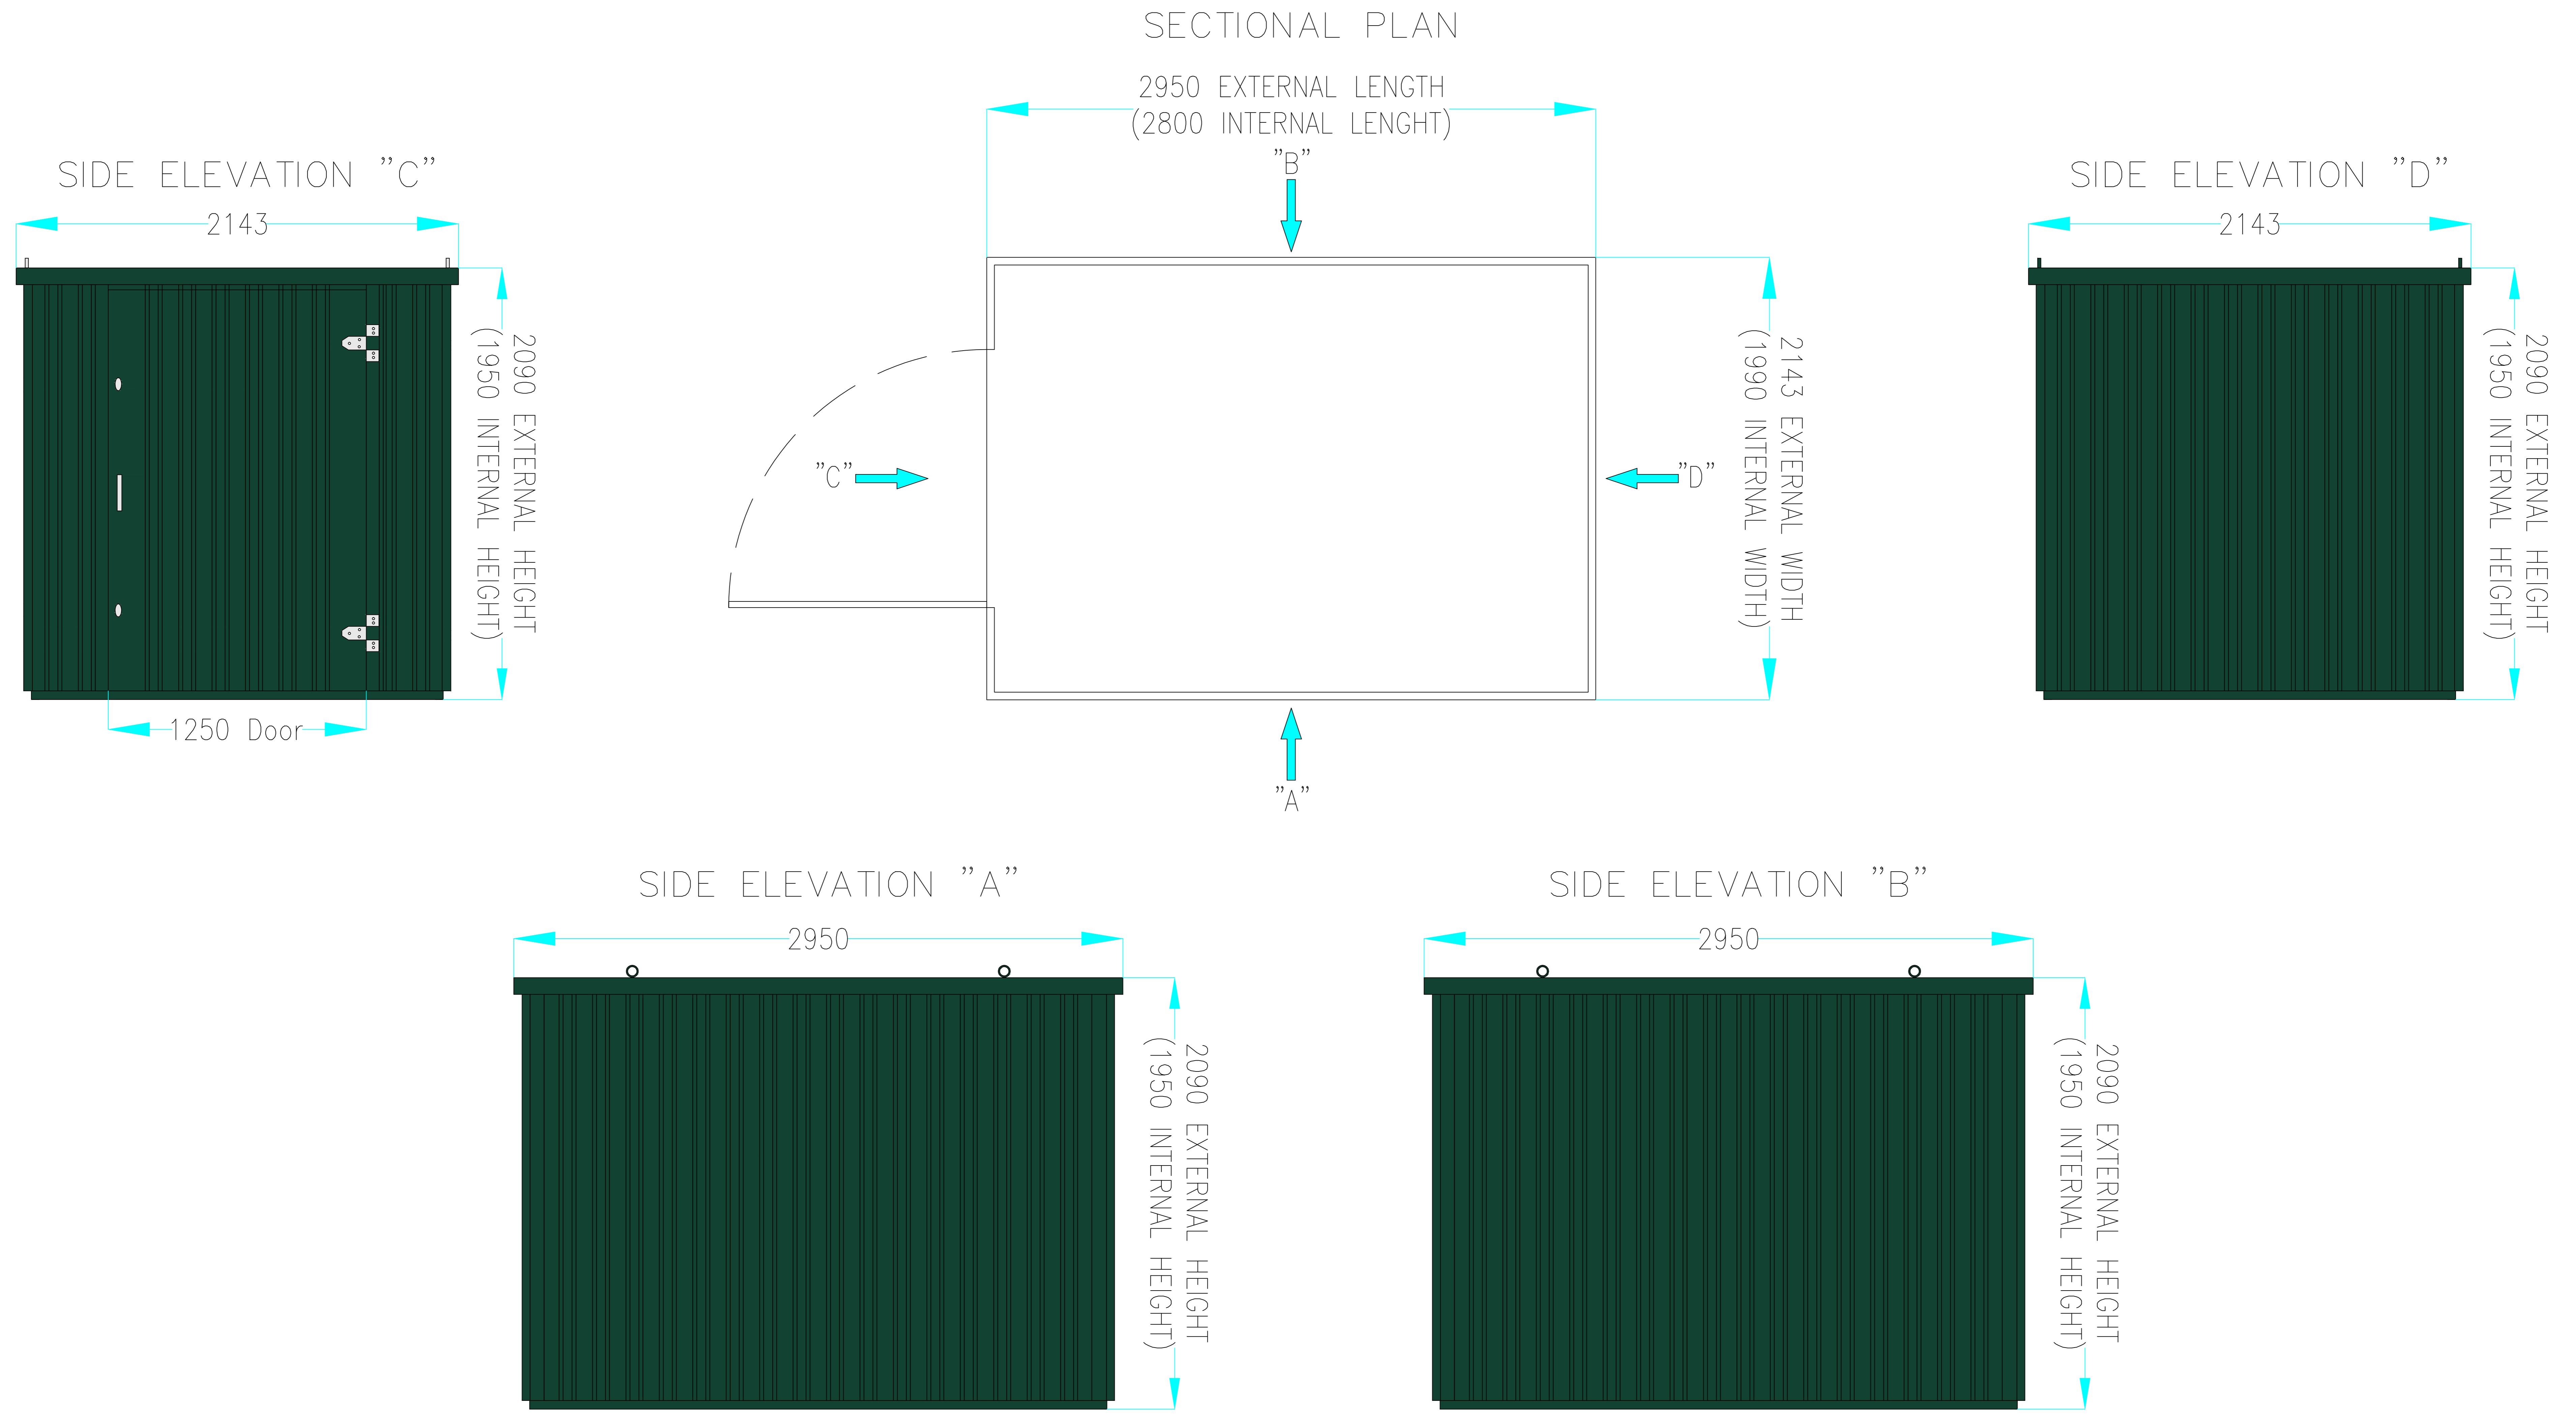 SECTIONAL PLAN
2950 EXTERNAL LENGTH
(2800 INTERNAL LENGHT)
"B"
"C"
"D"
"A"
2143 EXTERNAL WIDTH
(1990 INTERNAL WIDTH)
SIDE ELEVATION "C"
2143
2090 EXTERNAL HEIGHT
(1950 INTERNAL HEIGHT)
1250 Door
SIDE ELEVATION "D"
2143
2090 EXTERNAL HEIGHT
(1950 INTERNAL HEIGHT)
SIDE ELEVATION "A"
2950
2090 EXTERNAL HEIGHT
(1950 INTERNAL HEIGHT)
SIDE ELEVATION "B"
2950
2090 EXTERNAL HEIGHT
(1950 INTERNAL HEIGHT)